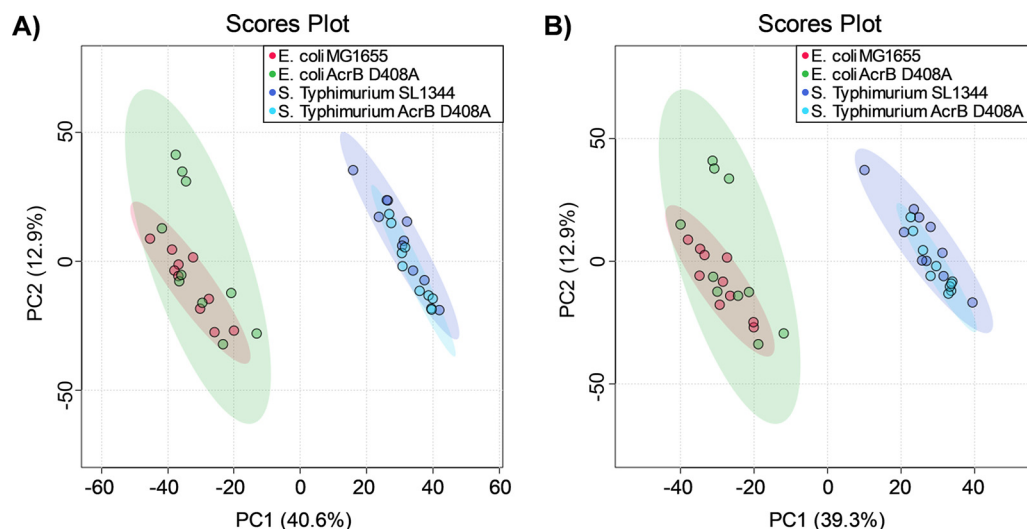 A)
Scores Plot
E. coli MG1655
E. coli AcrB D408A
S. Typhimurium SL1344
S. Typhimurium AcrB D408A
50
0
-50
PC2 (12.9%)
-60 -40 -20 0 20 40 60
PC1 (40.6%)
B)
Scores Plot
E. coli MG1655
E. coli AcrB D408A
S. Typhimurium SL1344
S. Typhimurium AcrB D408A
50
0
-50
PC2 (12.9%)
-40 -20 0 20 40
PC1 (39.3%)